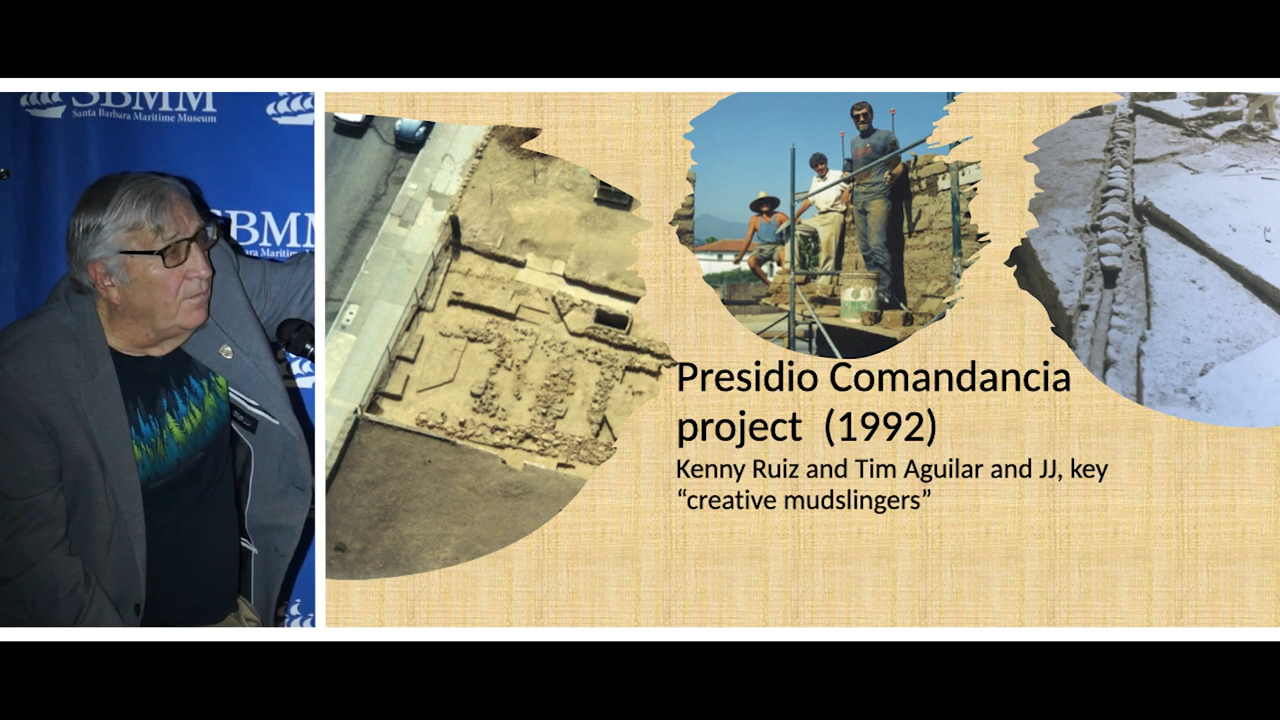 SBMM
Santa Barbara Maritime Museum
SBMM
Presidio Comandancia
project (1992)
Kenny Ruiz and Tim Aguilar and JJ, key
“creative mudslingers”